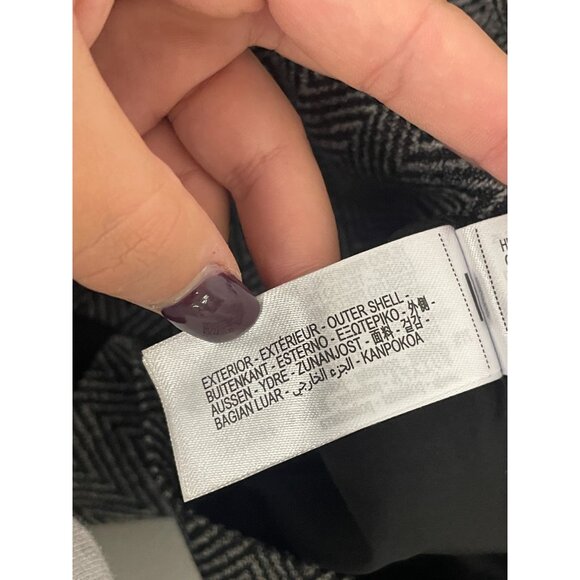 EXTERIOR - EXTÉRIEUR - OUTER SHELL -
BUITENKANT - ESTERNO - ΕΞΩΤΕΡΙΚΟ - 外側
AUSSEN - YDRE - ZUNANJOST - 面料 - 겉감 -
BAGIAN LUAR - الجزء الخارجي - KANPOKOA